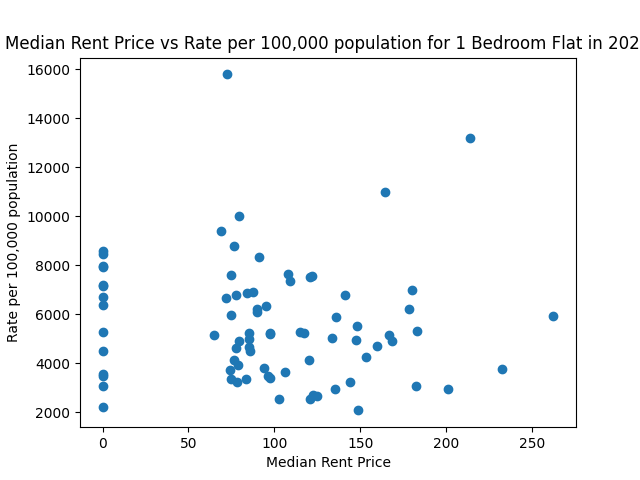 Median Rent Price vs Rate per 100,000 population for 1 Bedroom Flat in 202
16000
14000
12000
10000
8000
6000
4000
2000
Rate per 100,000 population
0 50 100 150 200 250
Median Rent Price